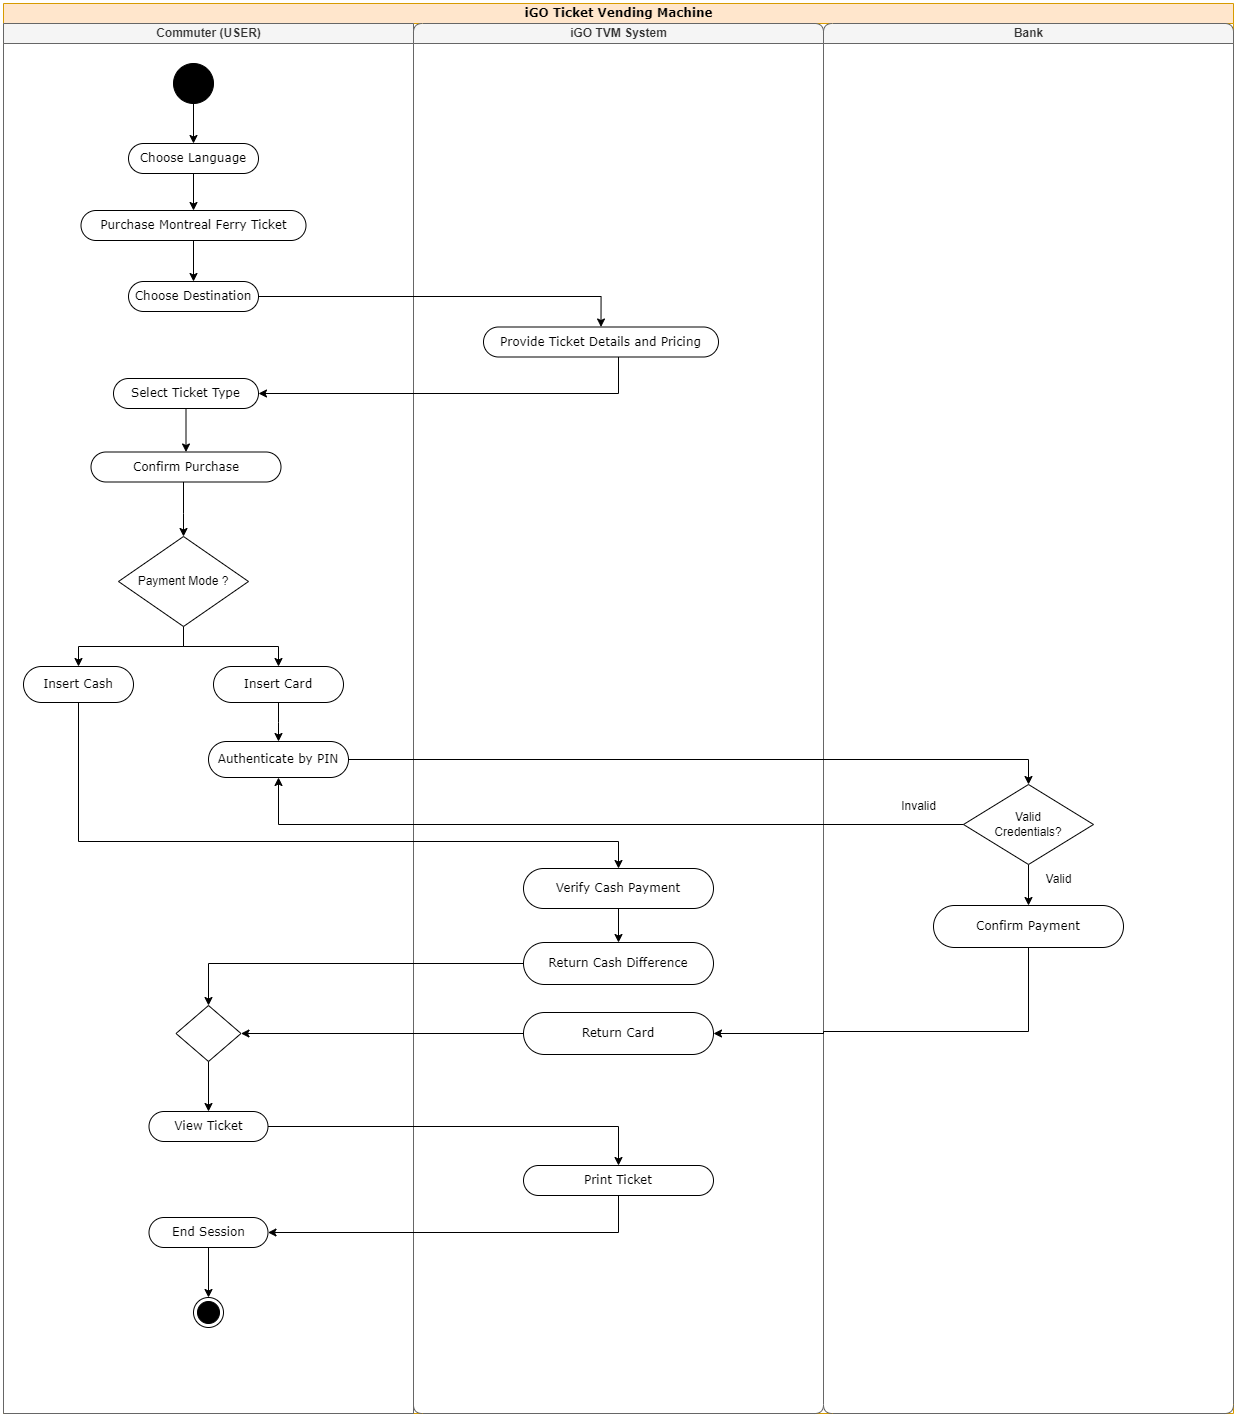 iGO Ticket Vending Machine
Commuter (USER)
iGO TVM System
Bank
Choose Language
Purchase Montreal Ferry Ticket
Choose Destination
Provide Ticket Details and Pricing
Select Ticket Type
Confirm Purchase
Payment Mode ?
Insert Cash
Insert Card
Authenticate by PIN
Invalid
Valid
Credentials?
Valid
Verify Cash Payment
Confirm Payment
Return Cash Difference
Return Card
View Ticket
Print Ticket
End Session